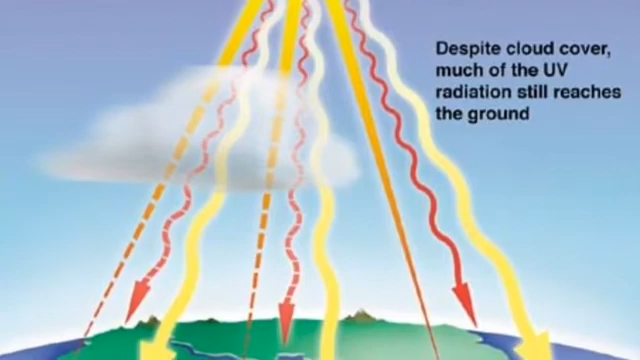 Despite cloud cover,
much of the UV
radiation still reaches
the ground